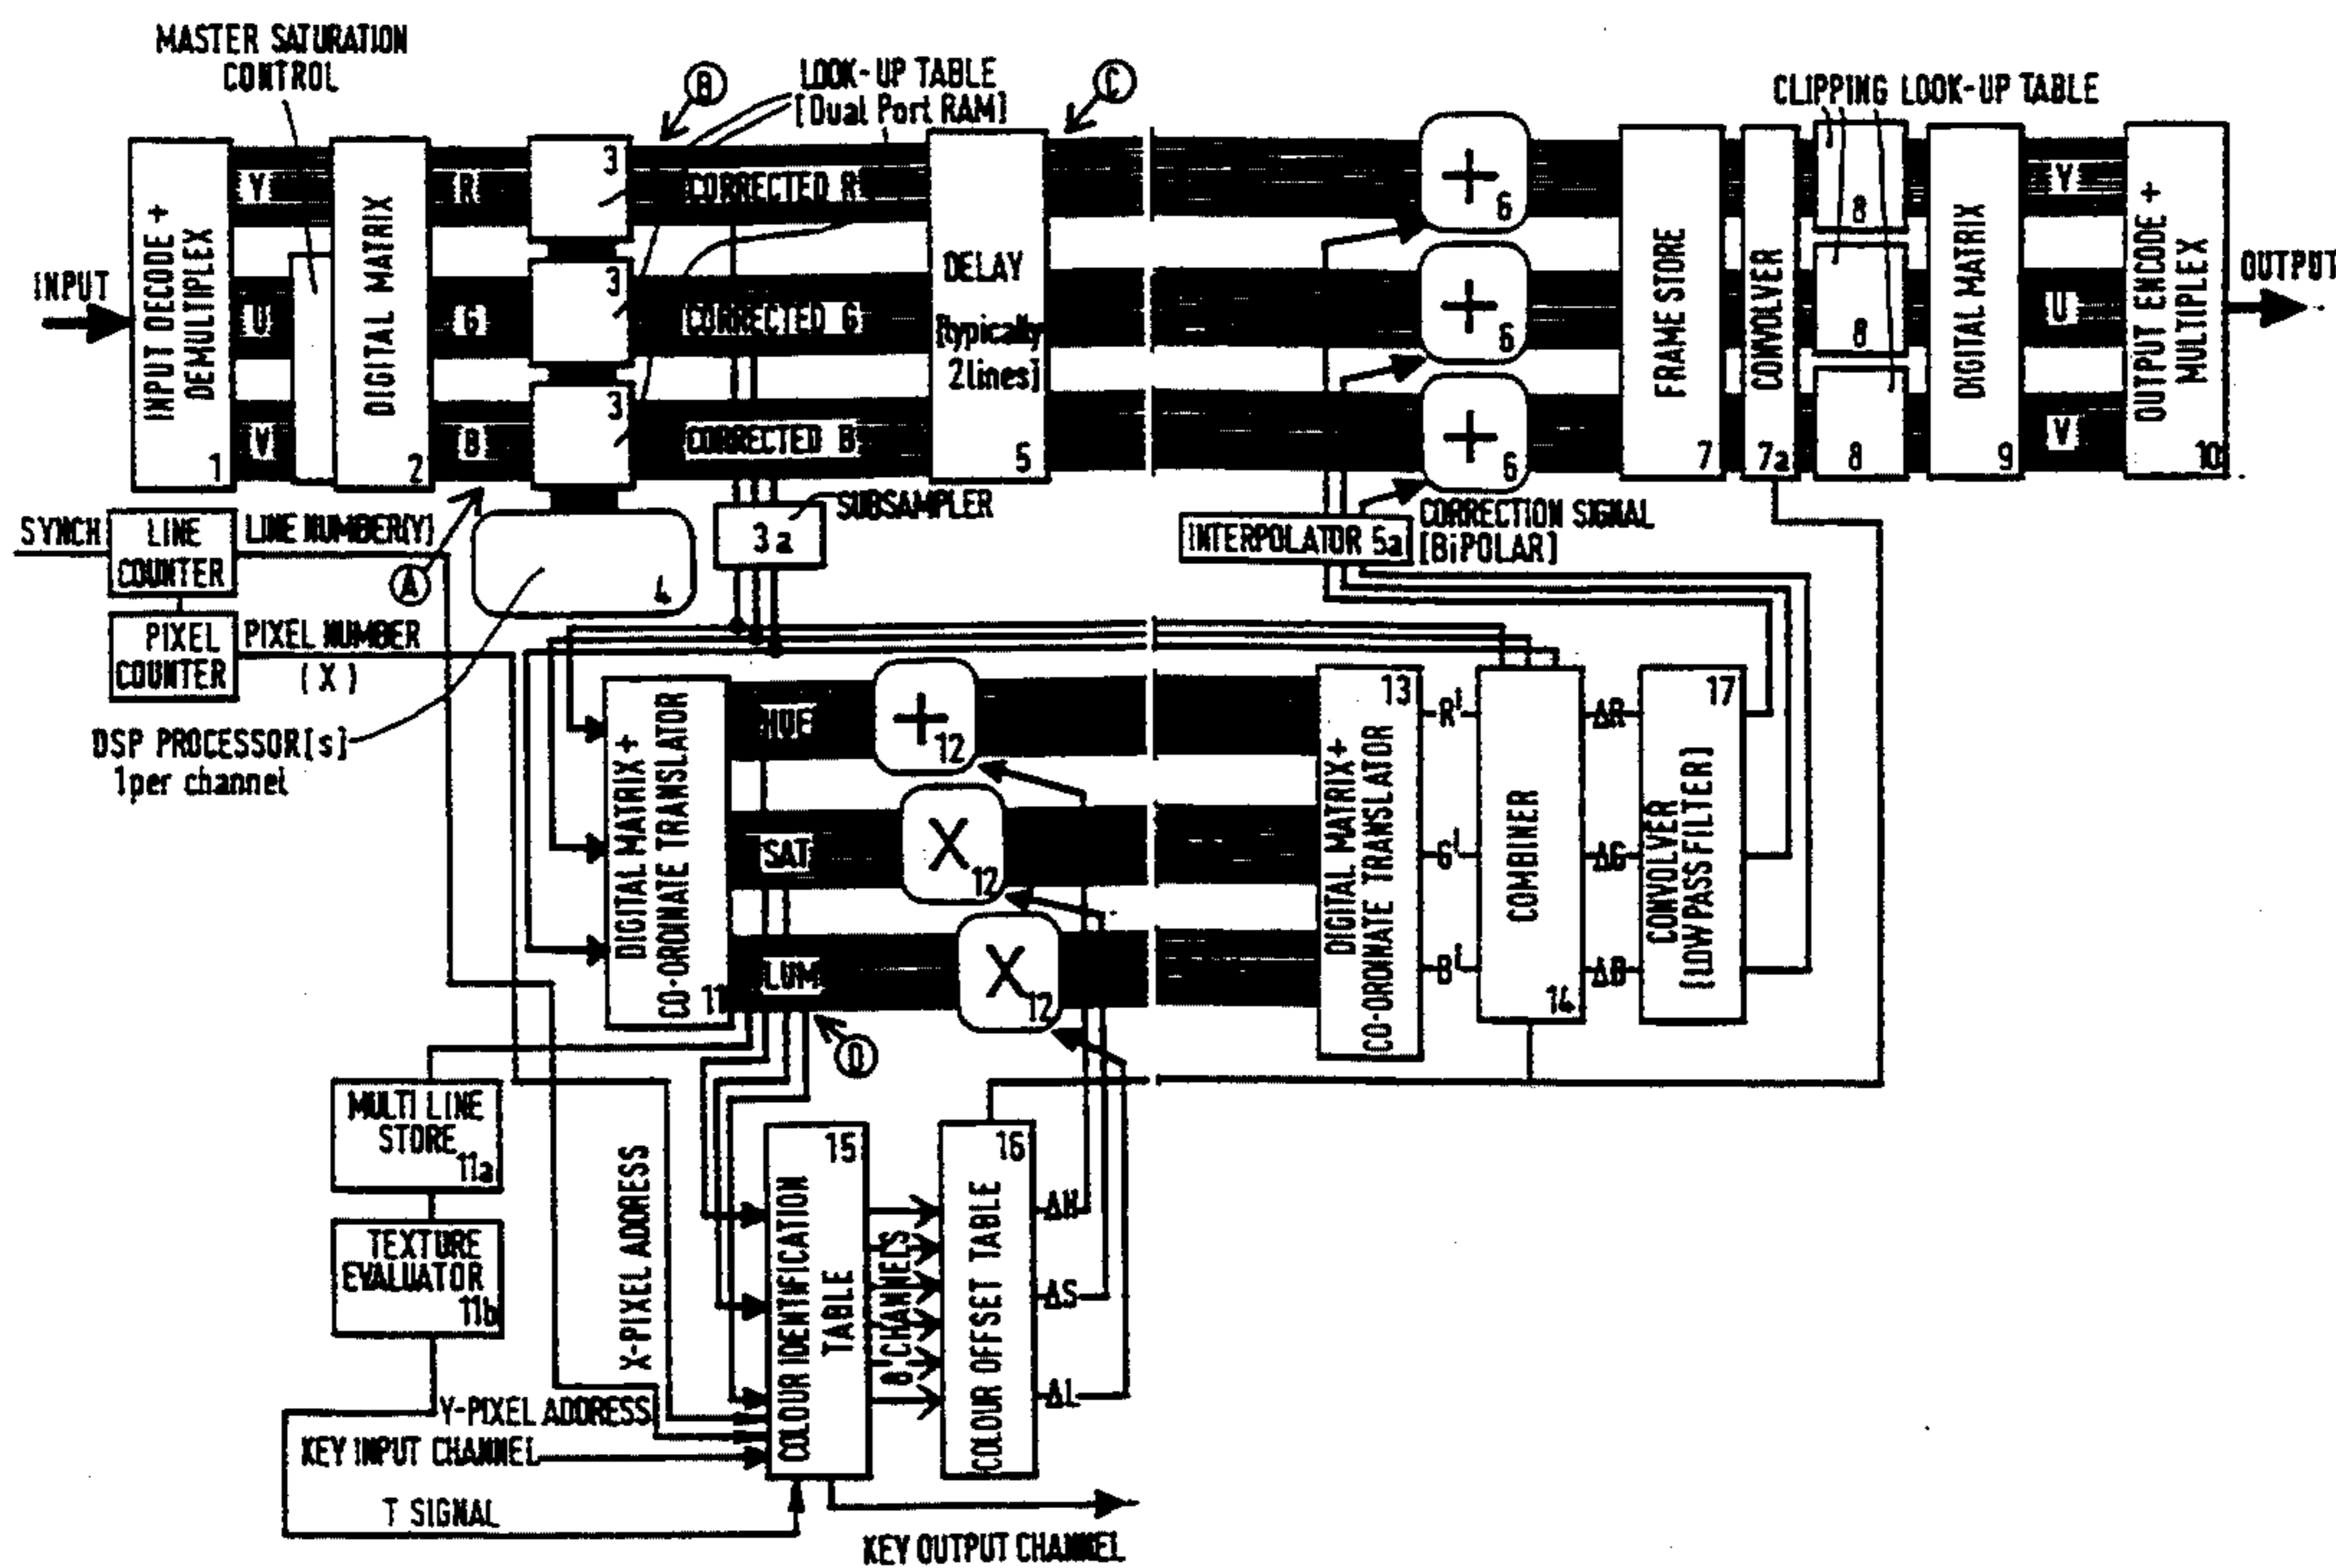 MASTER SATURATION
CONTROL
B
LOOK-UP TABLE
[Dual Port RAM]
C
CLIPPING LOOK-UP TABLE
INPUT
INPUT DECODE +
DEMULTIPLEX
1
Y
U
V
DIGITAL MATRIX
2
R
G
B
3
3
3
CORRECTED R
CORRECTED G
CORRECTED B
DELAY
[typically
2lines]
5
+
6
+
6
+
6
FRAME STORE
7
CONVOLVER
7a
8
8
8
DIGITAL MATRIX
9
Y
U
V
OUTPUT ENCODE +
MULTIPLEX
10
OUTPUT
SYNCH
LINE
COUNTER
LINE NUMBER(Y)
A
4
SUBSAMPLER
3a
INTERPOLATOR 5a
CORRECTION SIGNAL
[BiPOLAR]
PIXEL
COUNTER
PIXEL NUMBER
(X)
DSP PROCESSOR[s]
1per channel
DIGITAL MATRIX+
CO-ORDINATE TRANSLATOR
11
HUE
SAT
LUM
+
12
X
12
X
12
D
DIGITAL MATRIX+
CO-ORDINATE TRANSLATOR
13
R'
G'
B'
COMBINER
14
ΔR
ΔG
ΔB
17
CONVOLVER
[LOW PASS FILTER]
MULTI LINE
STORE
11a
TEXTURE
EVALUATOR
11b
X-PIXEL ADDRESS
Y-PIXEL ADDRESS
KEY INPUT CHANNEL
T SIGNAL
15
COLOUR IDENTIFICATION
TABLE
8 CHANNELS
16
COLOUR OFFSET TABLE
ΔH
ΔS
ΔL
KEY OUTPUT CHANNEL